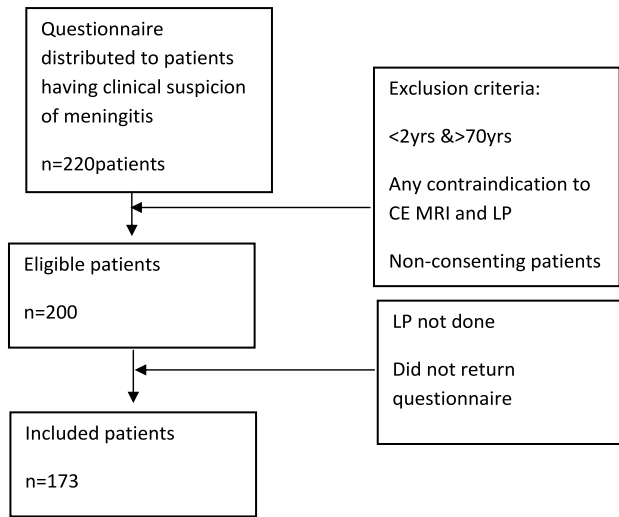 Questionnaire
distributed to patients
having clinical suspicion
of meningitis
n=220patients
Exclusion criteria:
<2yrs &>70yrs
Any contraindication to
CE MRI and LP
Non-consenting patients
Eligible patients
n=200
LP not done
Did not return
questionnaire
Included patients
n=173